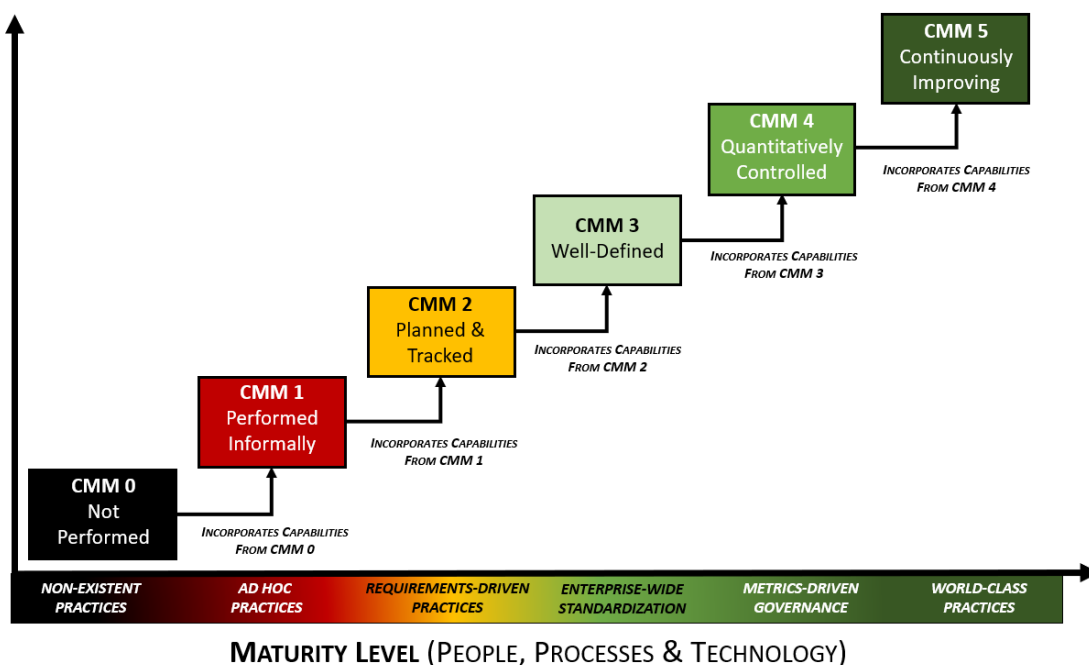 CMM 5
Continuously
Improving
CMM 4
Quantitatively
Controlled
INCORPORATES CAPABILITIES
FROM CMM 4
CMM 3
Well-Defined
INCORPORATES CAPABILITIES
FROM CMM 3
CMM 2
Planned &
Tracked
INCORPORATES CAPABILITIES
FROM CMM 2
CMM 1
Performed
Informally
INCORPORATES CAPABILITIES
FROM CMM 1
CMM 0
Not
Performed
INCORPORATES CAPABILITIES
FROM CMM 0
NON-EXISTENT
PRACTICES
AD HOC
PRACTICES
REQUIREMENTS-DRIVEN
PRACTICES
ENTERPRISE-WIDE
STANDARDIZATION
METRICS-DRIVEN
GOVERNANCE
WORLD-CLASS
PRACTICES
MATURITY LEVEL (PEOPLE, PROCESSES & TECHNOLOGY)